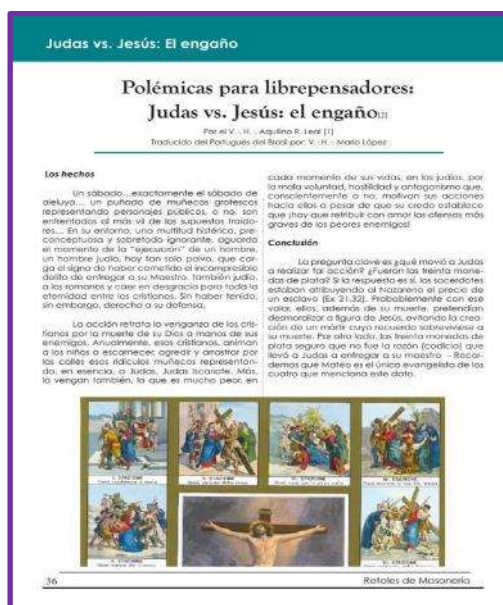 Judas vs. Jesús: El engaño
Polémicas para librepensadores:
Judas vs. Jesús: el engaño[2]
Por el V.·.H.·. Aquilino R. Leal [1]
Traducido del Portugués del Brasil por: V.·.H.·. Mario López
Los hechos
Un sábado... exactamente el sábado de
aleluya... un puñado de muñecos grotescos
representando personajes públicos, o no, son
enfrentados al más vil de los supuestos traido-
res... En su entorno, una multitud histérica, pre-
conceptuosa y sobretodo ignorante, aguarda
el momento de la "ejecución" de un hombre,
un hombre judío, hoy tan solo polvo, que car-
ga el signo de haber cometido el incomprensible
delito de entregar a su Maestro, también judío,
a los romanos y caer en desgracia para toda la
eternidad entre los cristianos. Sin haber tenido,
sin embargo, derecho a su defensa.
La acción retrata la venganza de los cris-
tianos por la muerte de su Dios a manos de sus
enemigos. Anualmente, esos cristianos, animan
a los niños a escarnecer, agredir y arrastrar por
las calles esos ridículos muñecos representan-
do, en esencia, a Judas, Judas Iscariote. Más,
lo vengan también, lo que es mucho peor, en
cada momento de sus vidas, en los judíos, por
la mala voluntad, hostilidad y antagonismo que,
conscientemente o no, motivan sus acciones
hacia ellos a pesar de que su credo establece
que ¡hay que retribuir con amor las ofensas más
graves de los peores enemigos!
Conclusión
La pregunta clave es ¿qué movió a Judas
a realizar tal acción? ¿Fueron las treinta mone-
das de plata? Si la respuesta es sí, los sacerdotes
estaban atribuyendo al Nazareno el precio de
un esclavo [Ex 21.32]. Probablemente con ese
valor, ellos, además de su muerte, pretendían
desmoralizar a figura de Jesús, evitando la crea-
ción de un mártir cuyo recuerdo sobreviviese a
su muerte. Por otro lado, las treinta monedas de
plata seguro que no fue la razón (codicia) que
llevó a Judas a entregar a su maestro - Recor-
demos que Mateo es el único evangelista de los
cuatro que menciona este dato.
I. STAZIONE
II. STAZIONE
III. STAZIONE
IV. STAZIONE
36
Retales de Masonería